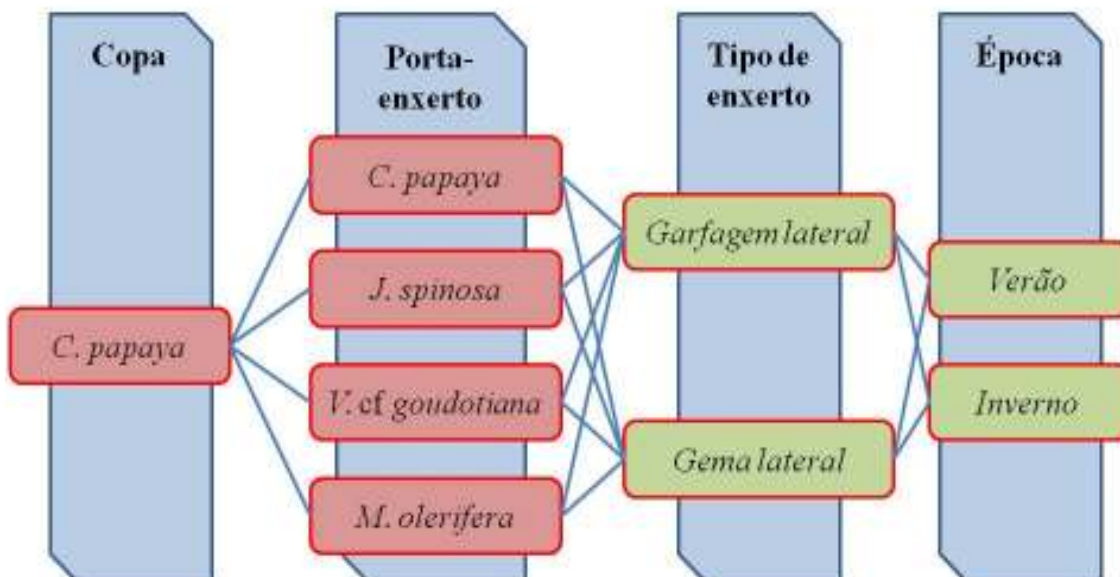 Copa
Porta-
enxerto
Tipo de
enxerto
Época
C. papaya
C. papaya
J. spinosa
V. cf goudotiana
M. olerifera
Garfagem lateral
Gema lateral
Verão
Inverno